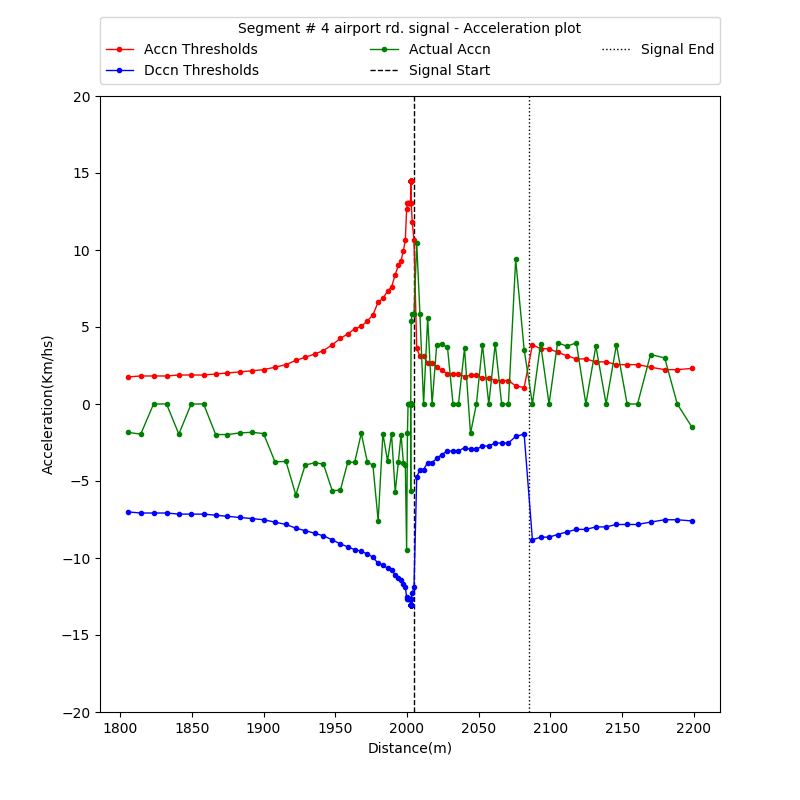 Segment # 4 airport rd. signal - Acceleration plot
Accn Thresholds Actual Accn Signal End
Dccn Thresholds Signal Start
20
15
10
5
0
−5
−10
−15
−20
Acceleration(Km/hs)
1800 1850 1900 1950 2000 2050 2100 2150 2200
Distance(m)